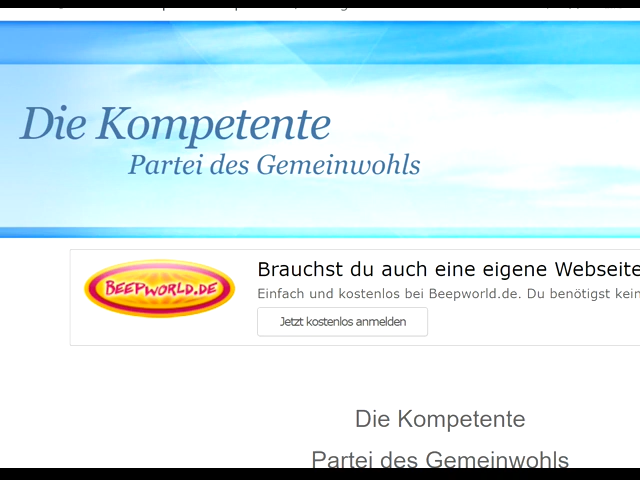 Die Kompetente
Partei des Gemeinwohls
BEEPWORLD.DE
Brauchst du auch eine eigene Webseite
Einfach und kostenlos bei Beepworld.de. Du benötigst kein
Jetzt kostenlos anmelden
Die Kompetente
Partei des Gemeinwohls